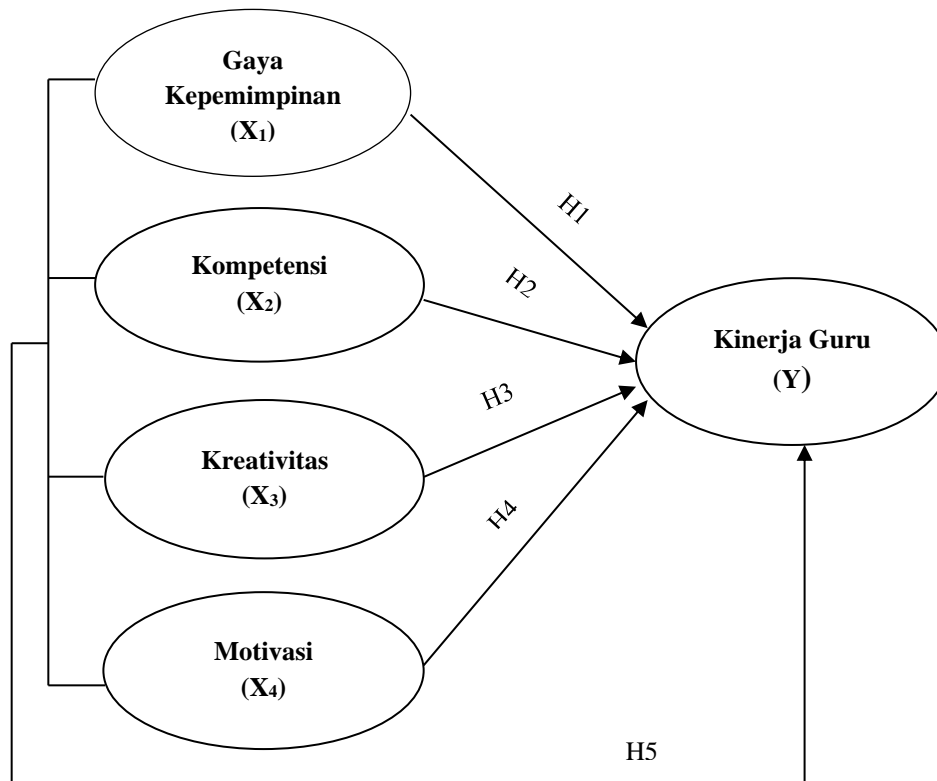 Gaya
Kepemimpinan
(X₁)
H1
Kompetensi
(X₂)
H2
Kinerja Guru
(Y)
H3
Kreativitas
(X₃)
H4
Motivasi
(X₄)
H5